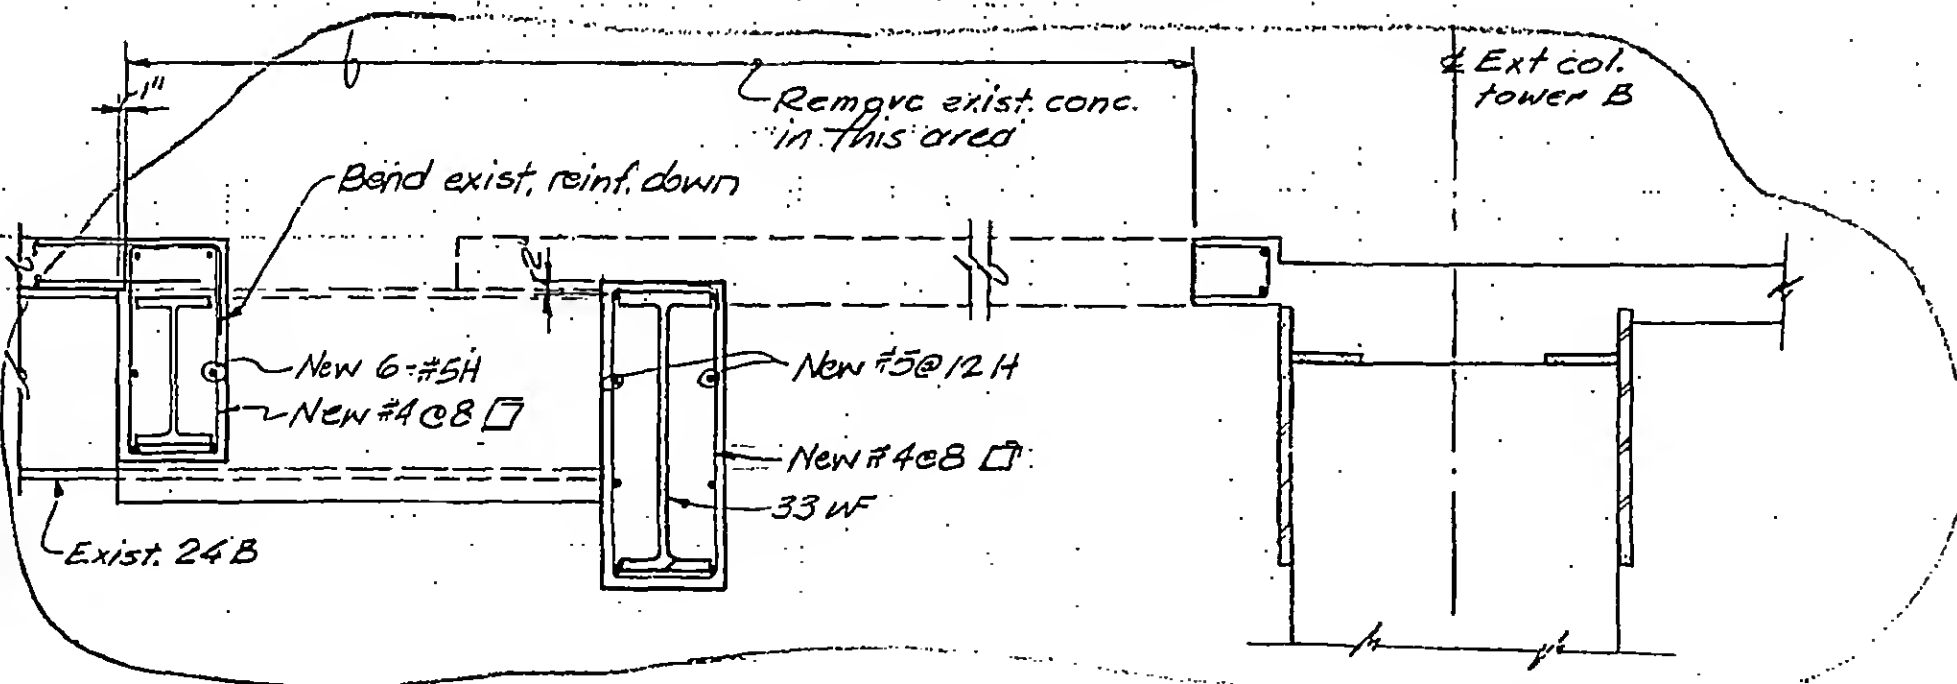 1"
℄ Ext col.
tower B
Remove exist. conc.
in this area
Bend exist. reinf. down
2
New 6-#5H
New #4@8
New #5@12 H
New #4@8
33 WF
Exist. 24 B